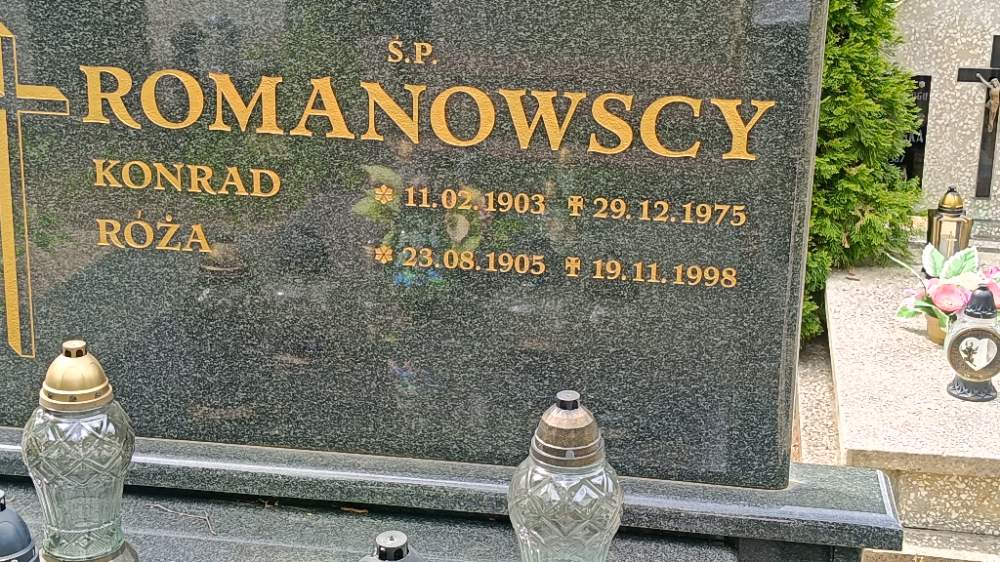 Ś.P.
ROMANOWSCY
KONRAD 11.02.1903 29.12.1975
RÓŻA 23.08.1905 19.11.1998